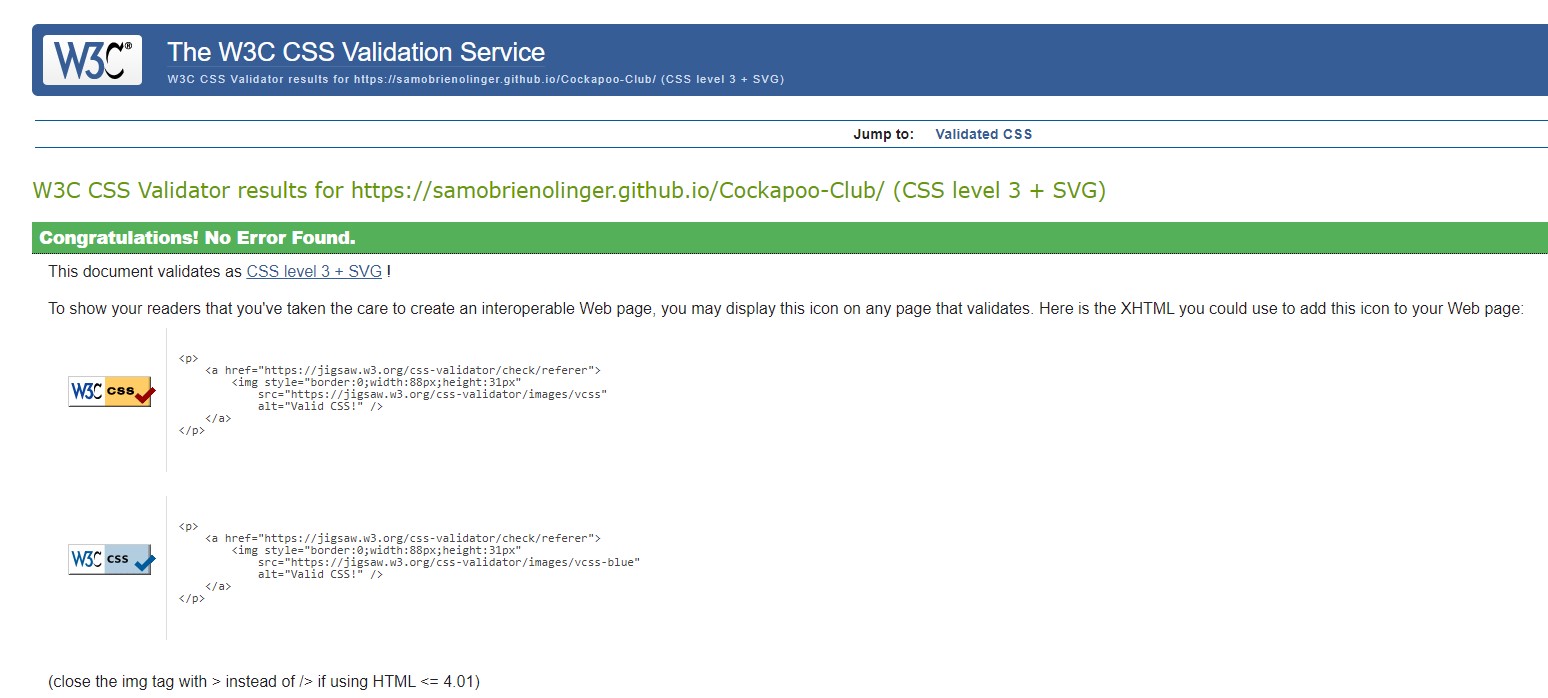 W3C®
The W3C CSS Validation Service
W3C CSS Validator results for https://samobrienolinger.github.io/Cockapoo-Club/ (CSS level 3 + SVG)
Jump to: Validated CSS
W3C CSS Validator results for https://samobrienolinger.github.io/Cockapoo-Club/ (CSS level 3 + SVG)
Congratulations! No Error Found.
This document validates as CSS level 3 + SVG !
To show your readers that you've taken the care to create an interoperable Web page, you may display this icon on any page that validates. Here is the XHTML you could use to add this icon to your Web page:
W3C css
<p>
<a href="https://jigsaw.w3.org/css-validator/check/referer">
<img style="border:0;width:88px;height:31px"
src="https://jigsaw.w3.org/css-validator/images/vcss"
alt="Valid CSS!" />
</a>
</p>
W3C css
<p>
<a href="https://jigsaw.w3.org/css-validator/check/referer">
<img style="border:0;width:88px;height:31px"
src="https://jigsaw.w3.org/css-validator/images/vcss-blue"
alt="Valid CSS!" />
</a>
</p>
(close the img tag with > instead of /> if using HTML <= 4.01)